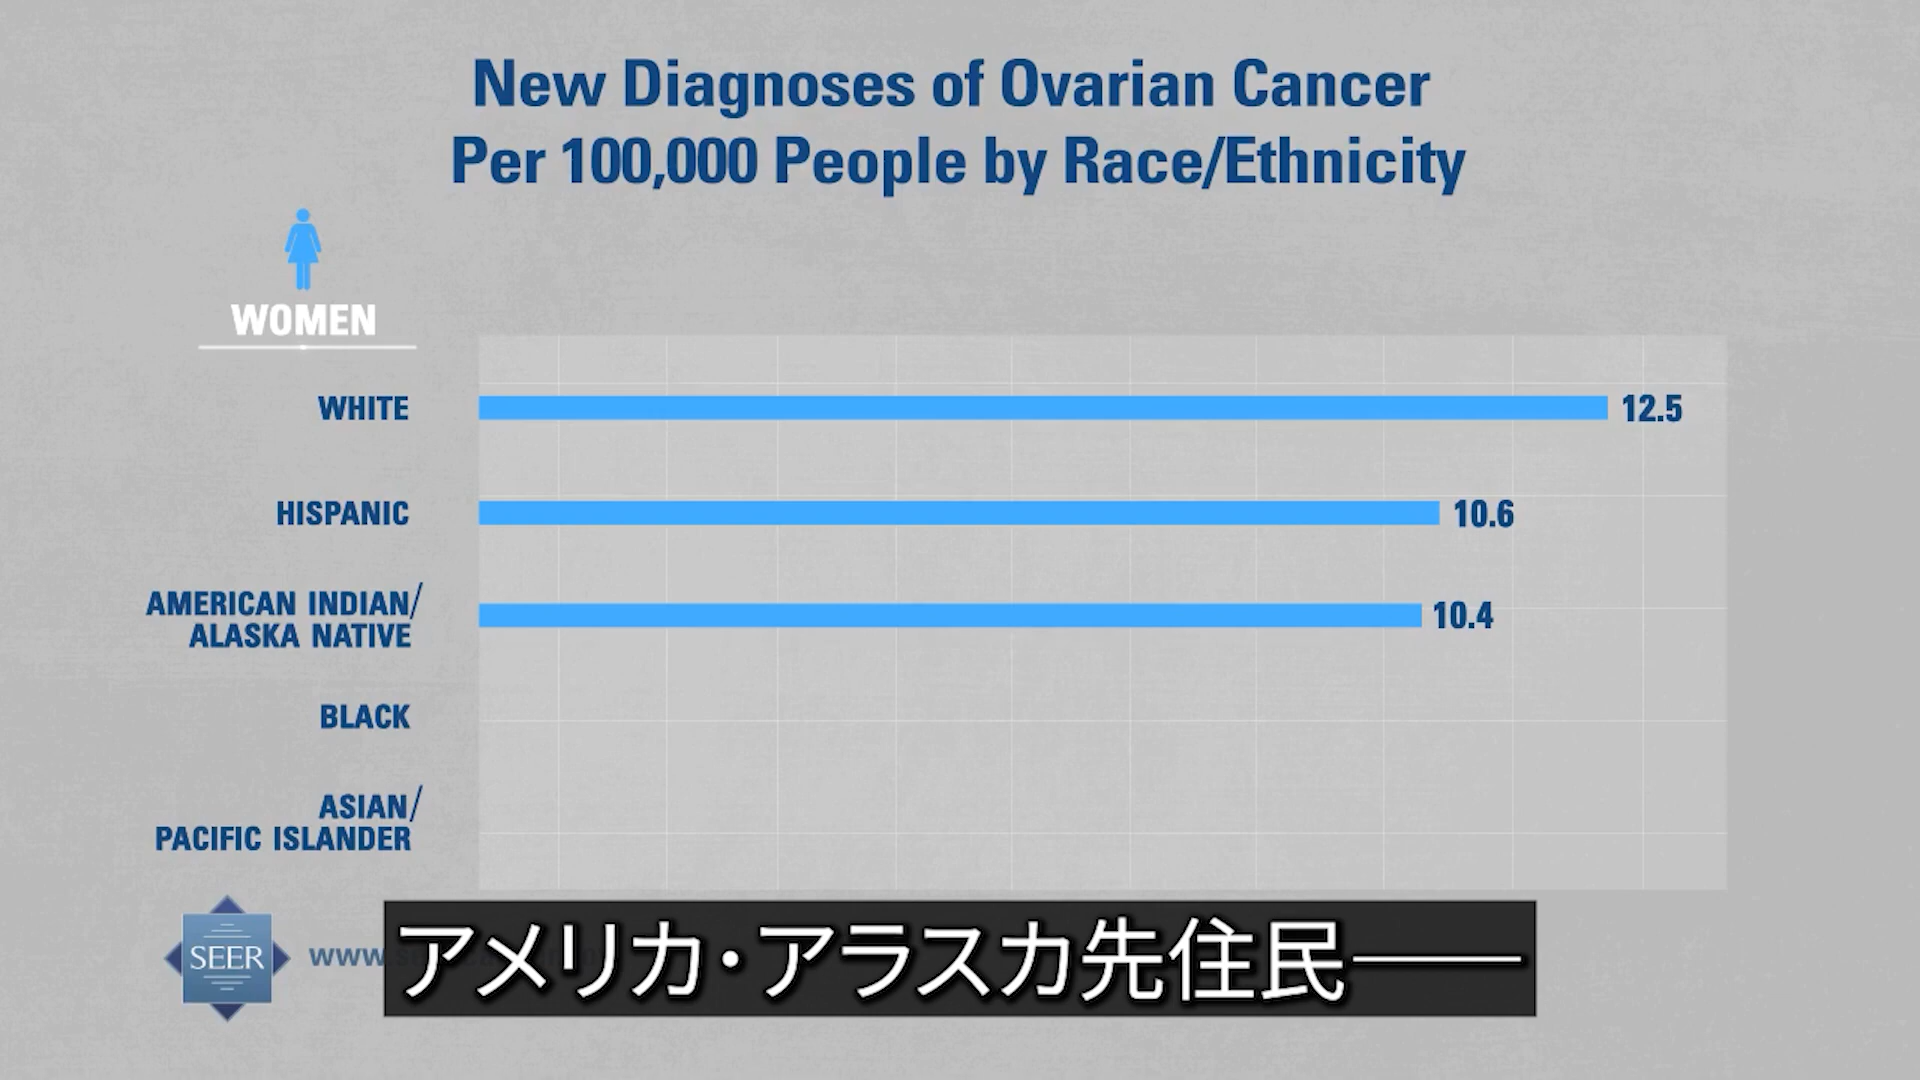 New Diagnoses of Ovarian Cancer
Per 100,000 People by Race/Ethnicity
WOMEN
WHITE
12.5
HISPANIC
10.6
AMERICAN INDIAN/
ALASKA NATIVE
10.4
BLACK
ASIAN/
PACIFIC ISLANDER
SEER
www
アメリカ・アラスカ先住民――